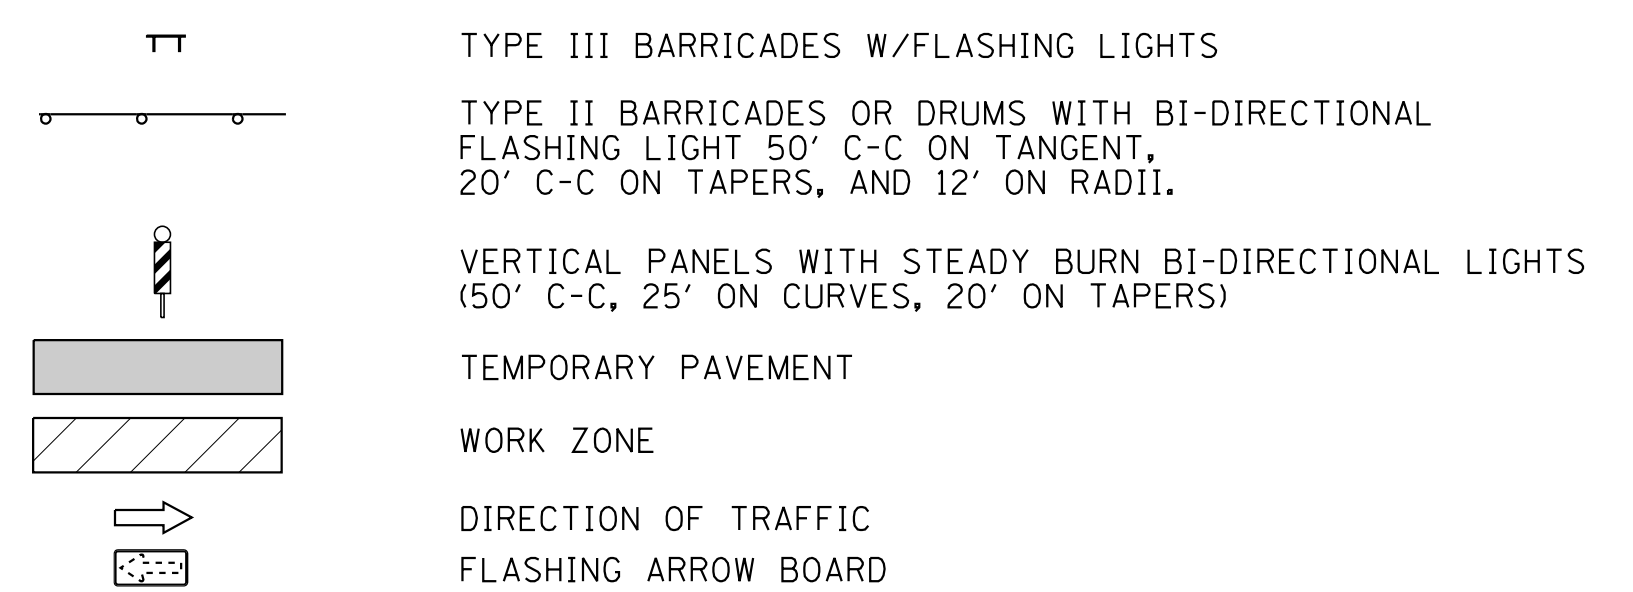 TYPE III BARRICADES W/FLASHING LIGHTS
TYPE II BARRICADES OR DRUMS WITH BI-DIRECTIONAL
FLASHING LIGHT 50' C-C ON TANGENT,
20' C-C ON TAPERS, AND 12' ON RADII.
VERTICAL PANELS WITH STEADY BURN BI-DIRECTIONAL LIGHTS
(50' C-C, 25' ON CURVES, 20' ON TAPERS)
TEMPORARY PAVEMENT
WORK ZONE
DIRECTION OF TRAFFIC
FLASHING ARROW BOARD